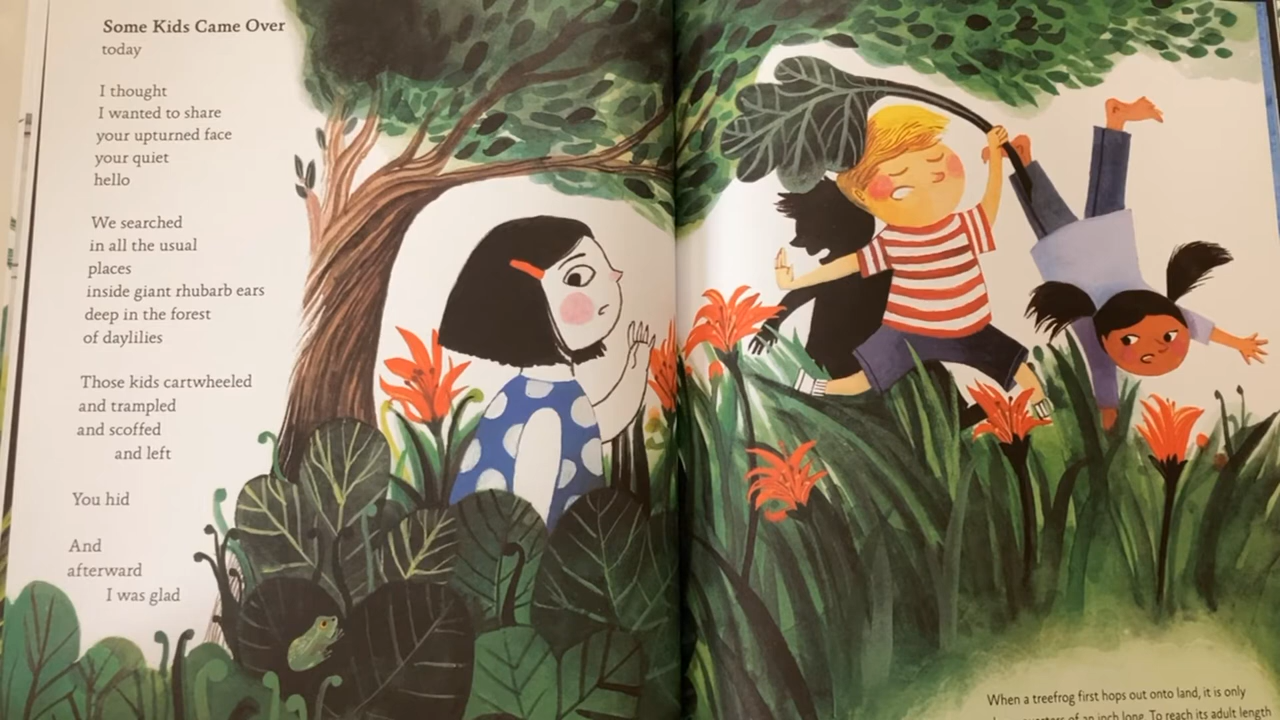 Some Kids Came Over
today
I thought
I wanted to share
your upturned face
your quiet
hello
We searched
in all the usual
places
inside giant rhubarb ears
deep in the forest
of daylilies
Those kids cartwheeled
and trampled
and scoffed
and left
You hid
And
afterward
I was glad
When a treefrog first hops out onto land, it is only
of an inch long. To reach its adult length